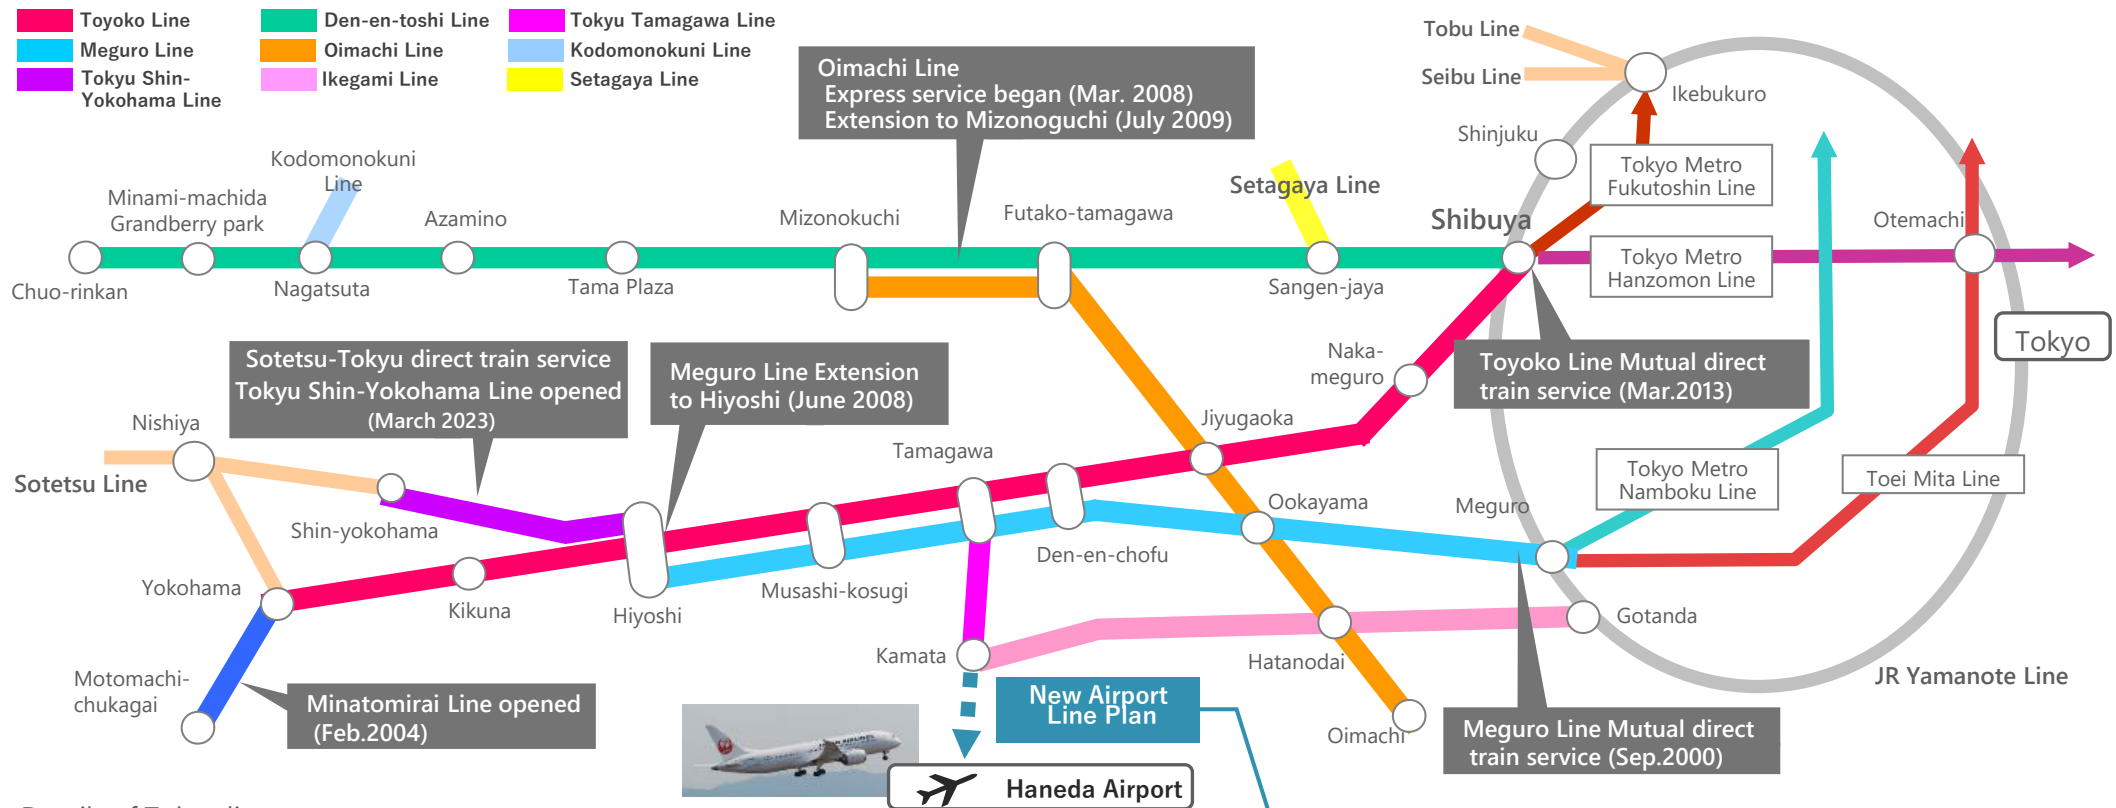 Toyoko Line
Den-en-toshi Line
Tokyu Tamagawa Line
Meguro Line
Oimachi Line
Kodomonokuni Line
Tokyu Shin-
Yokohama Line
Ikegami Line
Setagaya Line
Oimachi Line
Express service began (Mar. 2008)
Extension to Mizonoguchi (July 2009)
Tobu Line
Seibu Line
Ikebukuro
Shinjuku
Tokyo Metro
Fukutoshin Line
Kodomonokuni
Line
Minami-machida
Grandberry park
Azamino
Mizonokuchi
Futako-tamagawa
Setagaya Line
Shibuya
Otemachi
Chuo-rinkan
Nagatsuta
Tama Plaza
Sangen-jaya
Tokyo Metro
Hanzomon Line
Tokyo
Sotetsu-Tokyu direct train service
Tokyu Shin-Yokohama Line opened
(March 2023)
Meguro Line Extension
to Hiyoshi (June 2008)
Naka-
meguro
Toyoko Line Mutual direct
train service (Mar.2013)
Nishiya
Sotetsu Line
Tamagawa
Jiyugaoka
Shin-yokohama
Ookayama
Meguro
Tokyo Metro
Namboku Line
Toei Mita Line
Den-en-chofu
Yokohama
Kikuna
Hiyoshi
Musashi-kosugi
Gotanda
Kamata
Hatanodai
JR Yamanote Line
Motomachi-
chukagai
Minatomirai Line opened
(Feb.2004)
New Airport
Line Plan
Oimachi
Meguro Line Mutual direct
train service (Sep.2000)
Haneda Airport